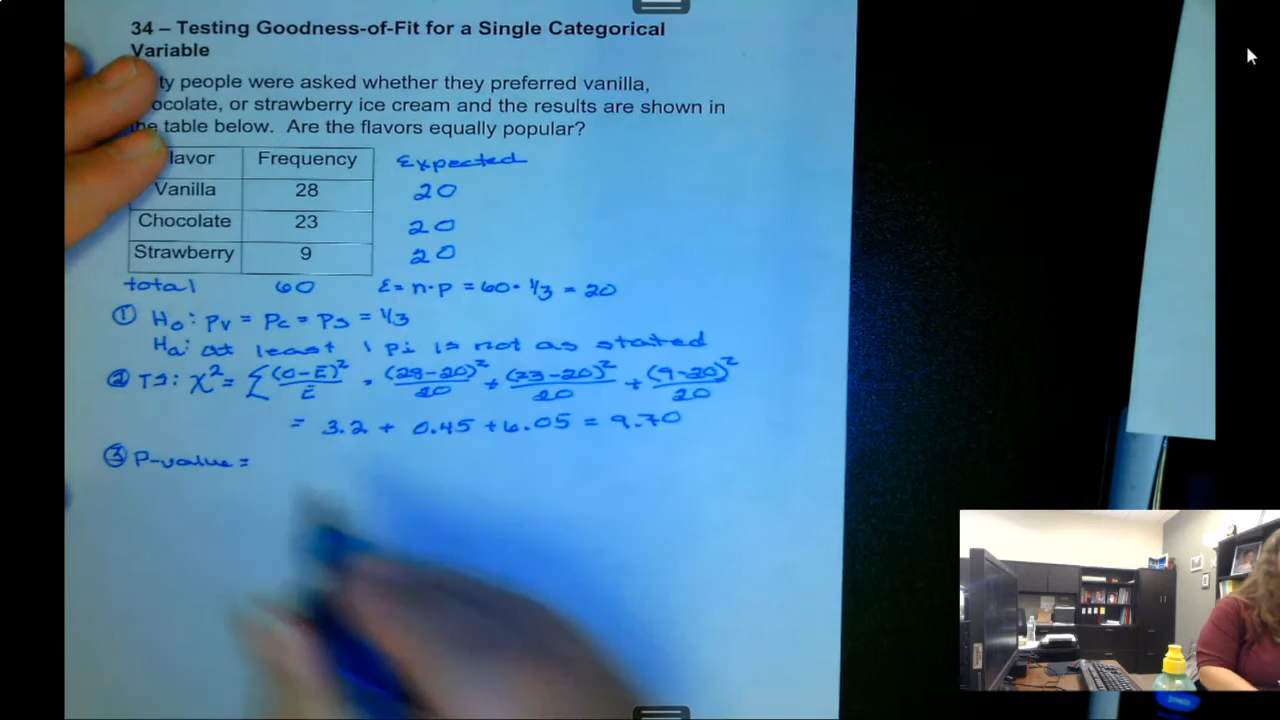 34 – Testing Goodness-of-Fit for a Single Categorical
Variable
ty people were asked whether they preferred vanilla,
ocolate, or strawberry ice cream and the results are shown in
the table below. Are the flavors equally popular?
lavor Frequency Expected
Vanilla 28 20
Chocolate 23 20
Strawberry 9 20
total 60 E = n·p = 60·1/3 = 20
① H₀: pv = pc = ps = 1/3
Ha: at least 1 pi is not as stated
② TS: χ² = Σ(O-E)²/E = (28-20)²/20 + (23-20)²/20 + (9-20)²/20
= 3.2 + 0.45 + 6.05 = 9.70
③ P-value =